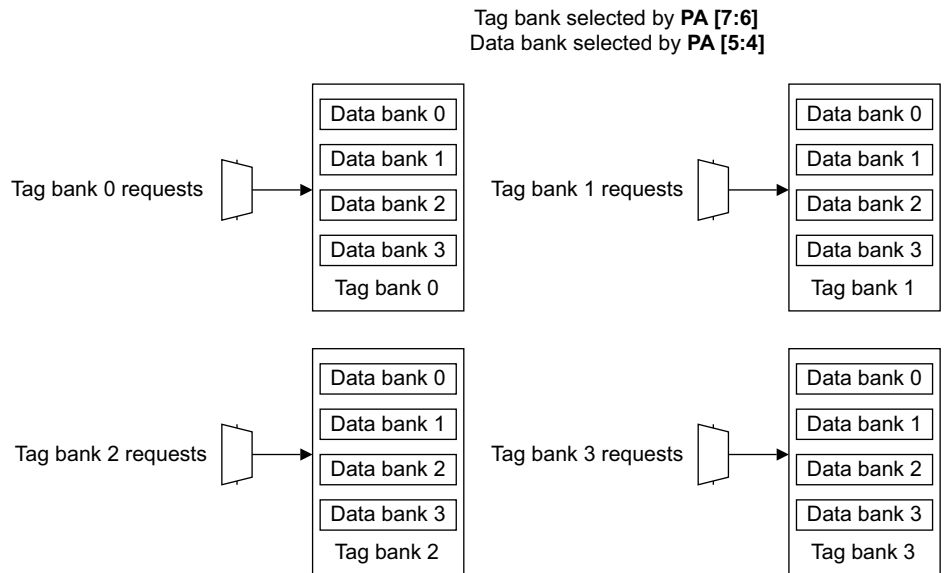 Tag bank selected by PA [7:6]
Data bank selected by PA [5:4]
Tag bank 0 requests
Data bank 0
Data bank 1
Data bank 2
Data bank 3
Tag bank 0
Tag bank 1 requests
Data bank 0
Data bank 1
Data bank 2
Data bank 3
Tag bank 1
Tag bank 2 requests
Data bank 0
Data bank 1
Data bank 2
Data bank 3
Tag bank 2
Tag bank 3 requests
Data bank 0
Data bank 1
Data bank 2
Data bank 3
Tag bank 3